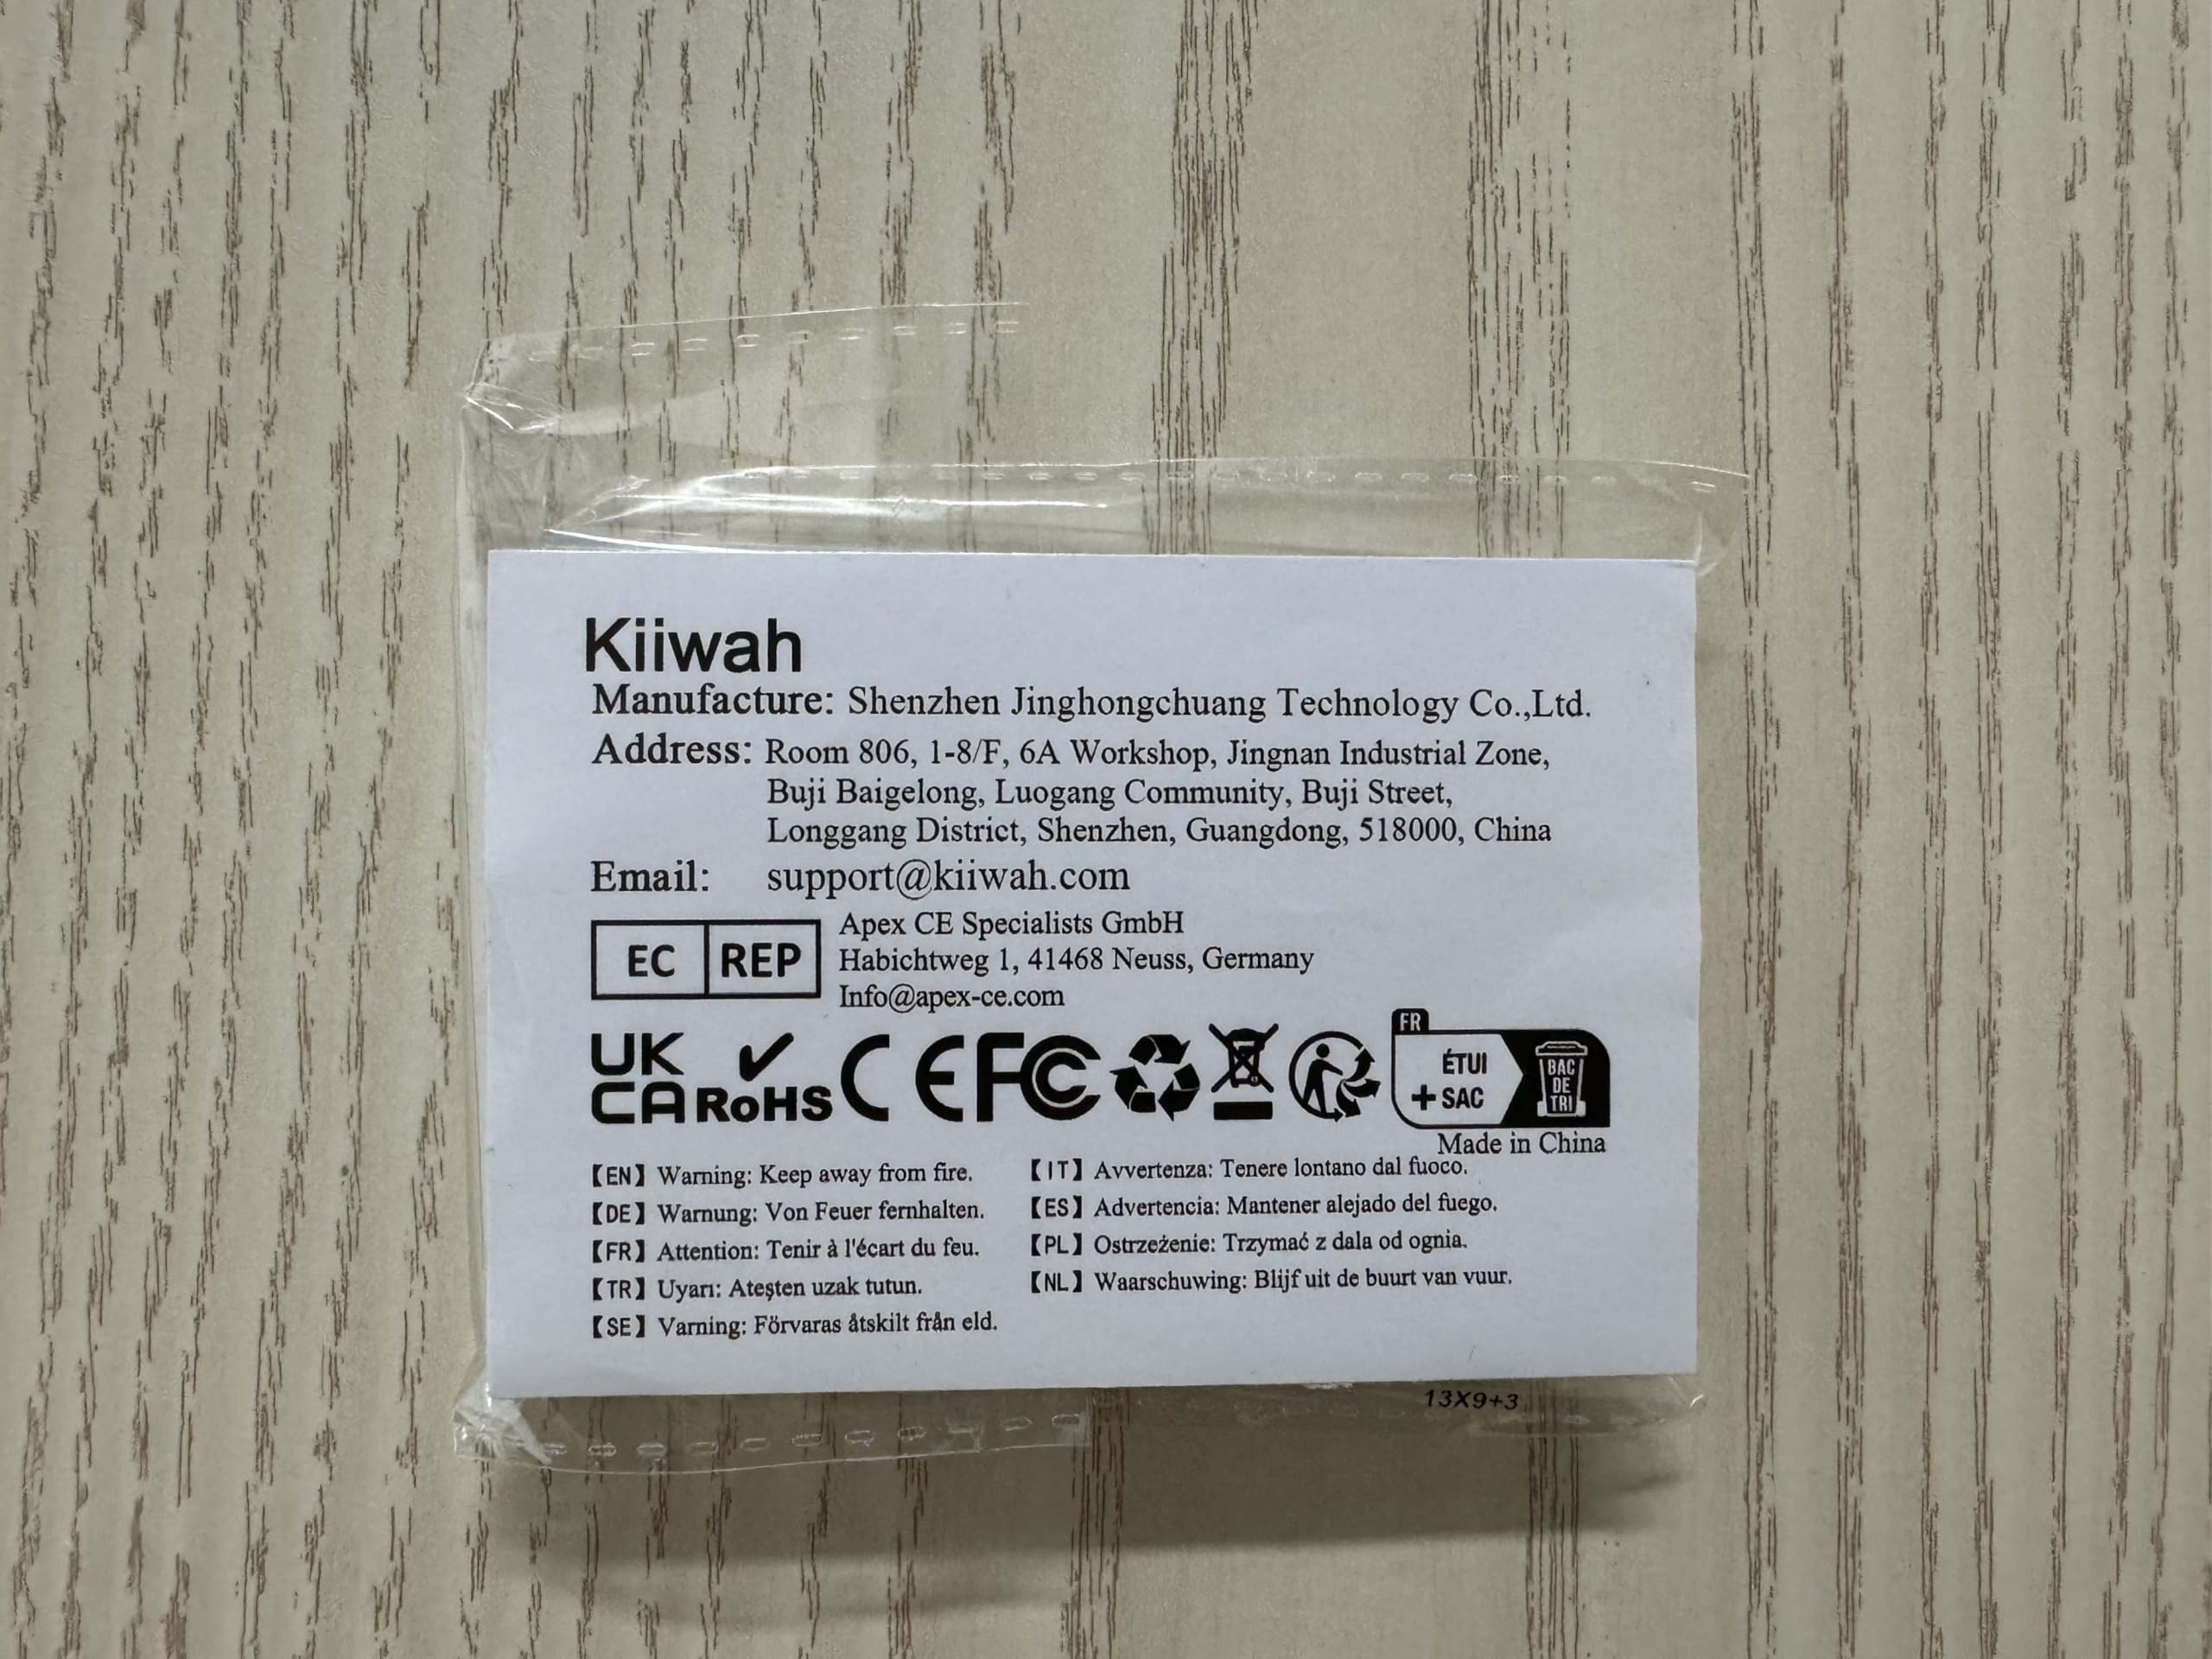 Kiiwah
Manufacture: Shenzhen Jinghongchuang Technology Co.,Ltd.
Address: Room 806, 1-8/F, 6A Workshop, Jingnan Industrial Zone,
Buji Baigelong, Luogang Community, Buji Street,
Longgang District, Shenzhen, Guangdong, 518000, China
Email: support@kiiwah.com
EC REP
Apex CE Specialists GmbH
Habichtweg 1, 41468 Neuss, Germany
Info@apex-ce.com
UK
CA
RoHS
CE
FC
FR
ÉTUI
+ SAC
BAC
DE
TRI
Made in China
【EN】 Warning: Keep away from fire.
【DE】 Warnung: Von Feuer fernhalten.
【FR】 Attention: Tenir à l'écart du feu.
【TR】 Uyarı: Ateşten uzak tutun.
【SE】 Varning: Förvaras åtskilt från eld.
【IT】 Avvertenza: Tenere lontano dal fuoco.
【ES】 Advertencia: Mantener alejado del fuego.
【PL】 Ostrzeżenie: Trzymać z dala od ognia.
【NL】 Waarschuwing: Blijf uit de buurt van vuur.
13X9+3